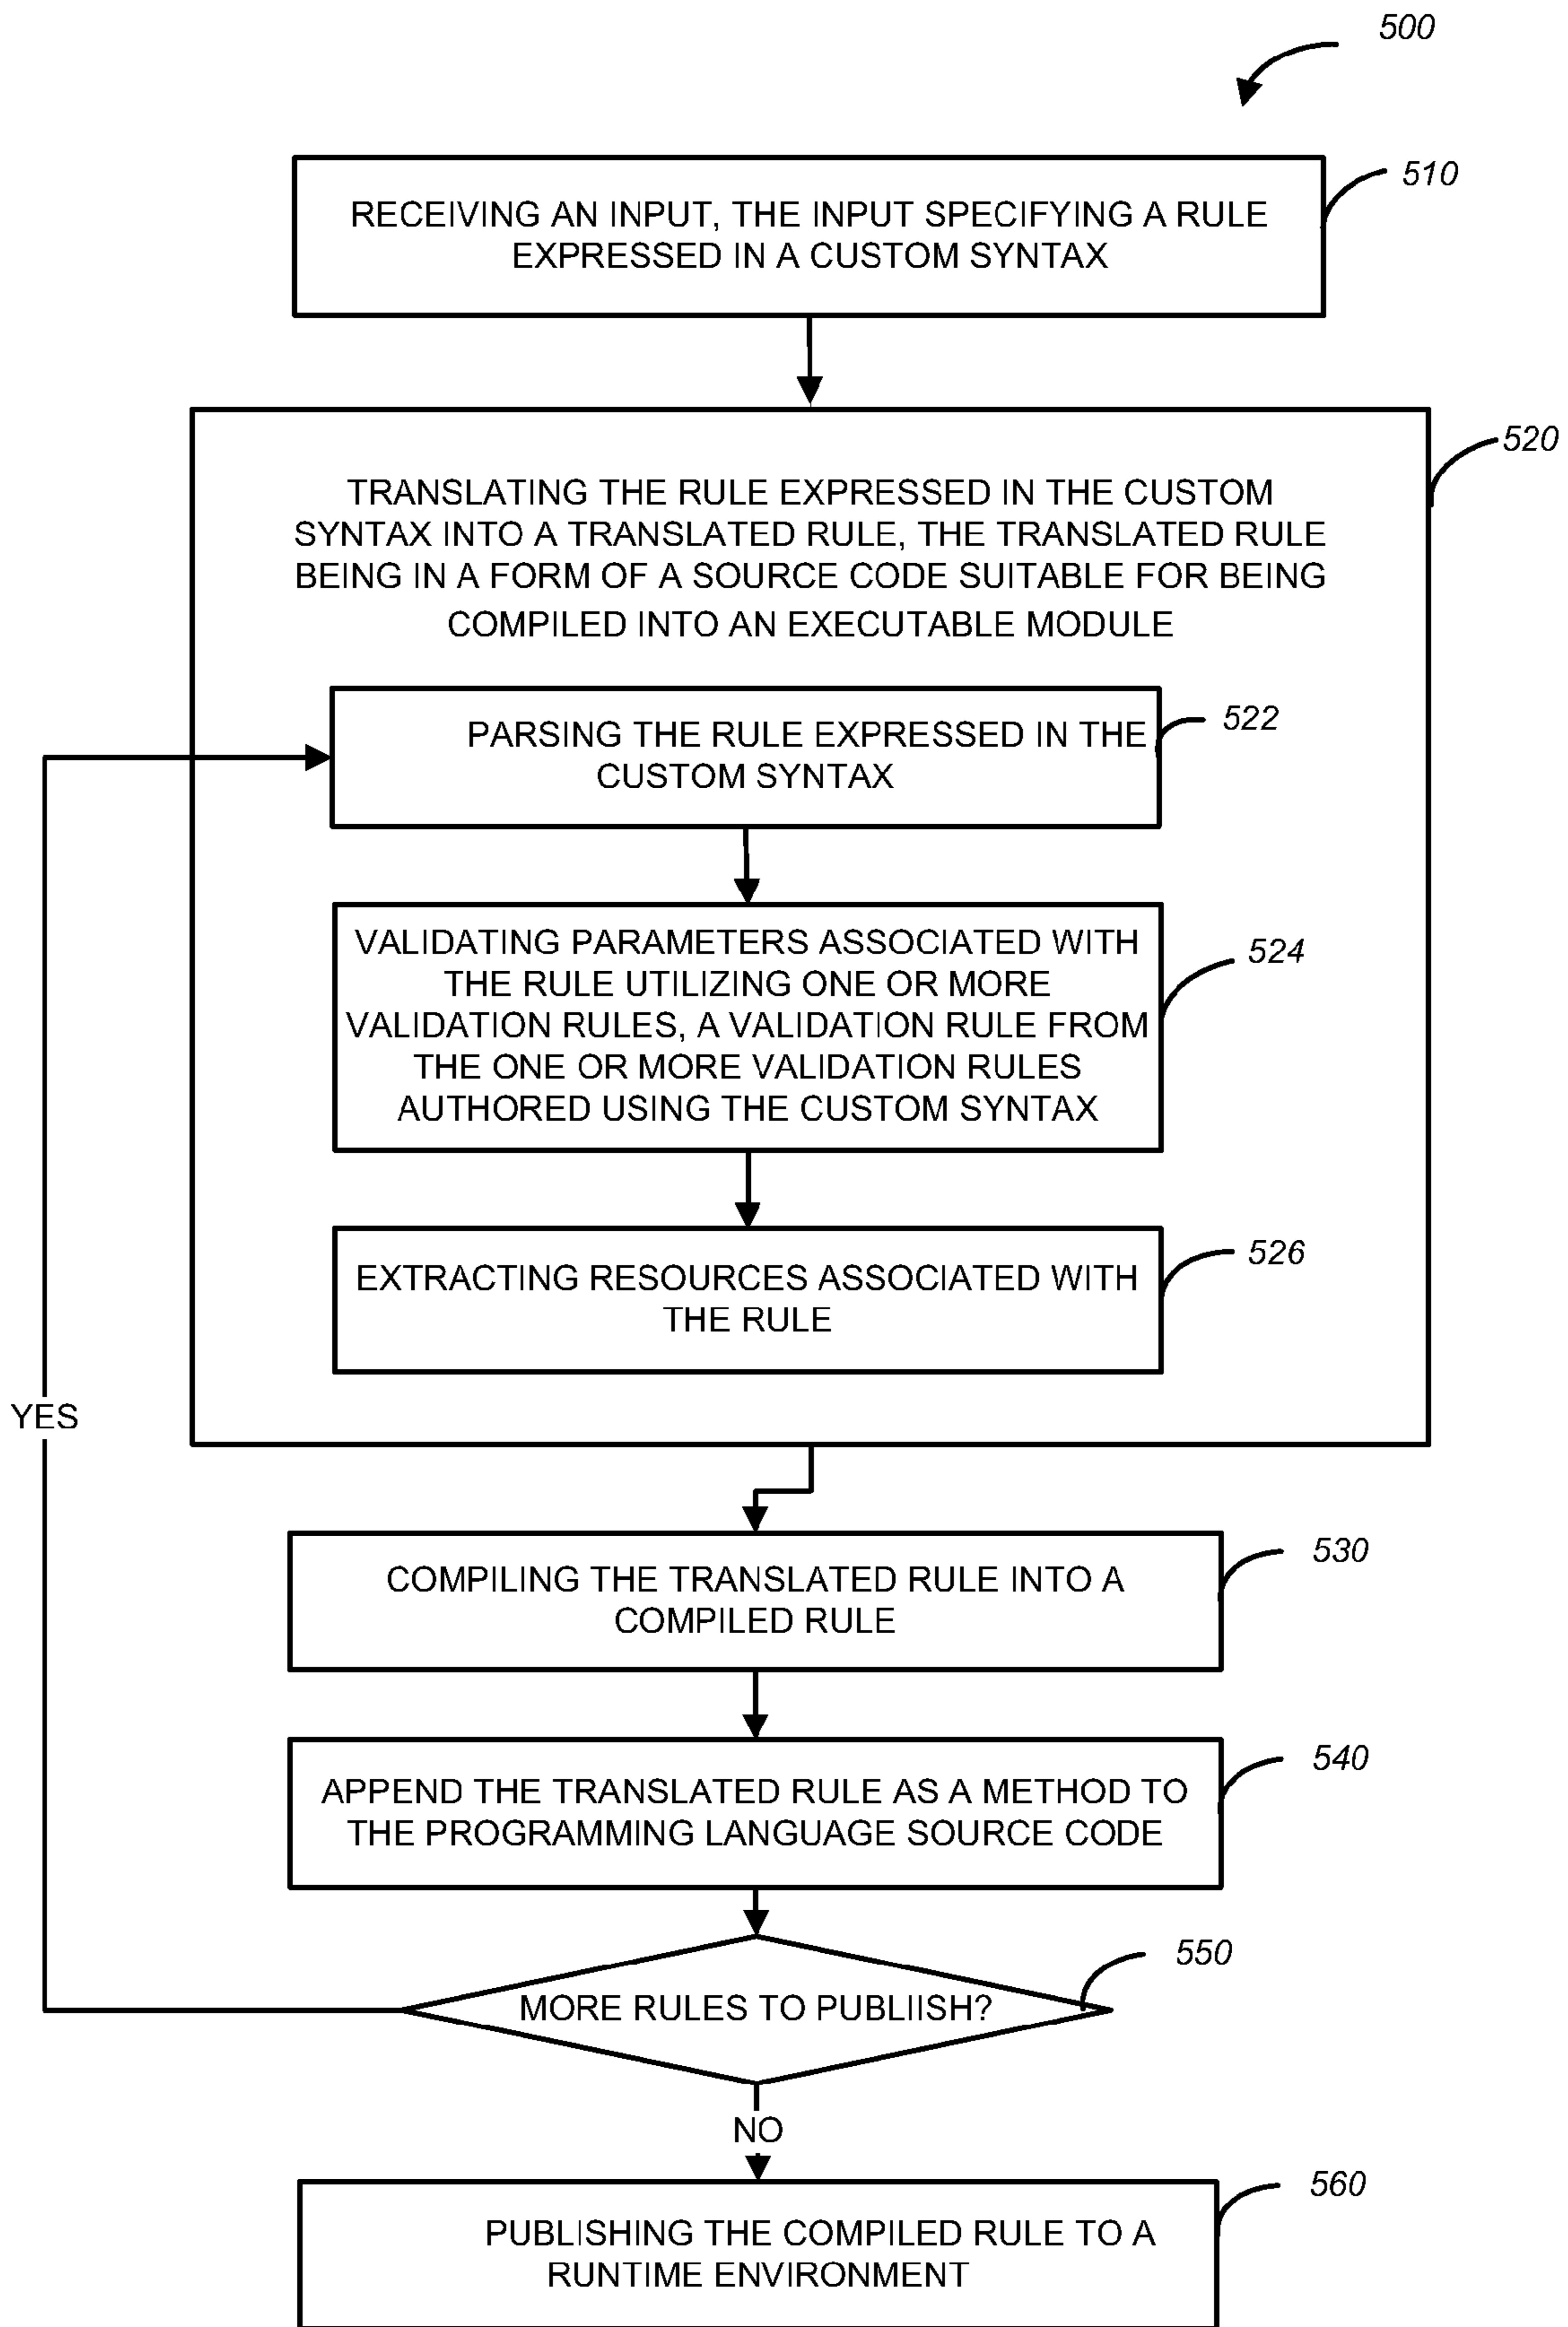 500
510
RECEIVING AN INPUT, THE INPUT SPECIFYING A RULE
EXPRESSED IN A CUSTOM SYNTAX
520
TRANSLATING THE RULE EXPRESSED IN THE CUSTOM
SYNTAX INTO A TRANSLATED RULE, THE TRANSLATED RULE
BEING IN A FORM OF A SOURCE CODE SUITABLE FOR BEING
COMPILED INTO AN EXECUTABLE MODULE
522
PARSING THE RULE EXPRESSED IN THE
CUSTOM SYNTAX
524
VALIDATING PARAMETERS ASSOCIATED WITH
THE RULE UTILIZING ONE OR MORE
VALIDATION RULES, A VALIDATION RULE FROM
THE ONE OR MORE VALIDATION RULES
AUTHORED USING THE CUSTOM SYNTAX
526
EXTRACTING RESOURCES ASSOCIATED WITH
THE RULE
YES
530
COMPILING THE TRANSLATED RULE INTO A
COMPILED RULE
540
APPEND THE TRANSLATED RULE AS A METHOD TO
THE PROGRAMMING LANGUAGE SOURCE CODE
550
MORE RULES TO PUBLIISH?
NO
560
PUBLISHING THE COMPILED RULE TO A
RUNTIME ENVIRONMENT